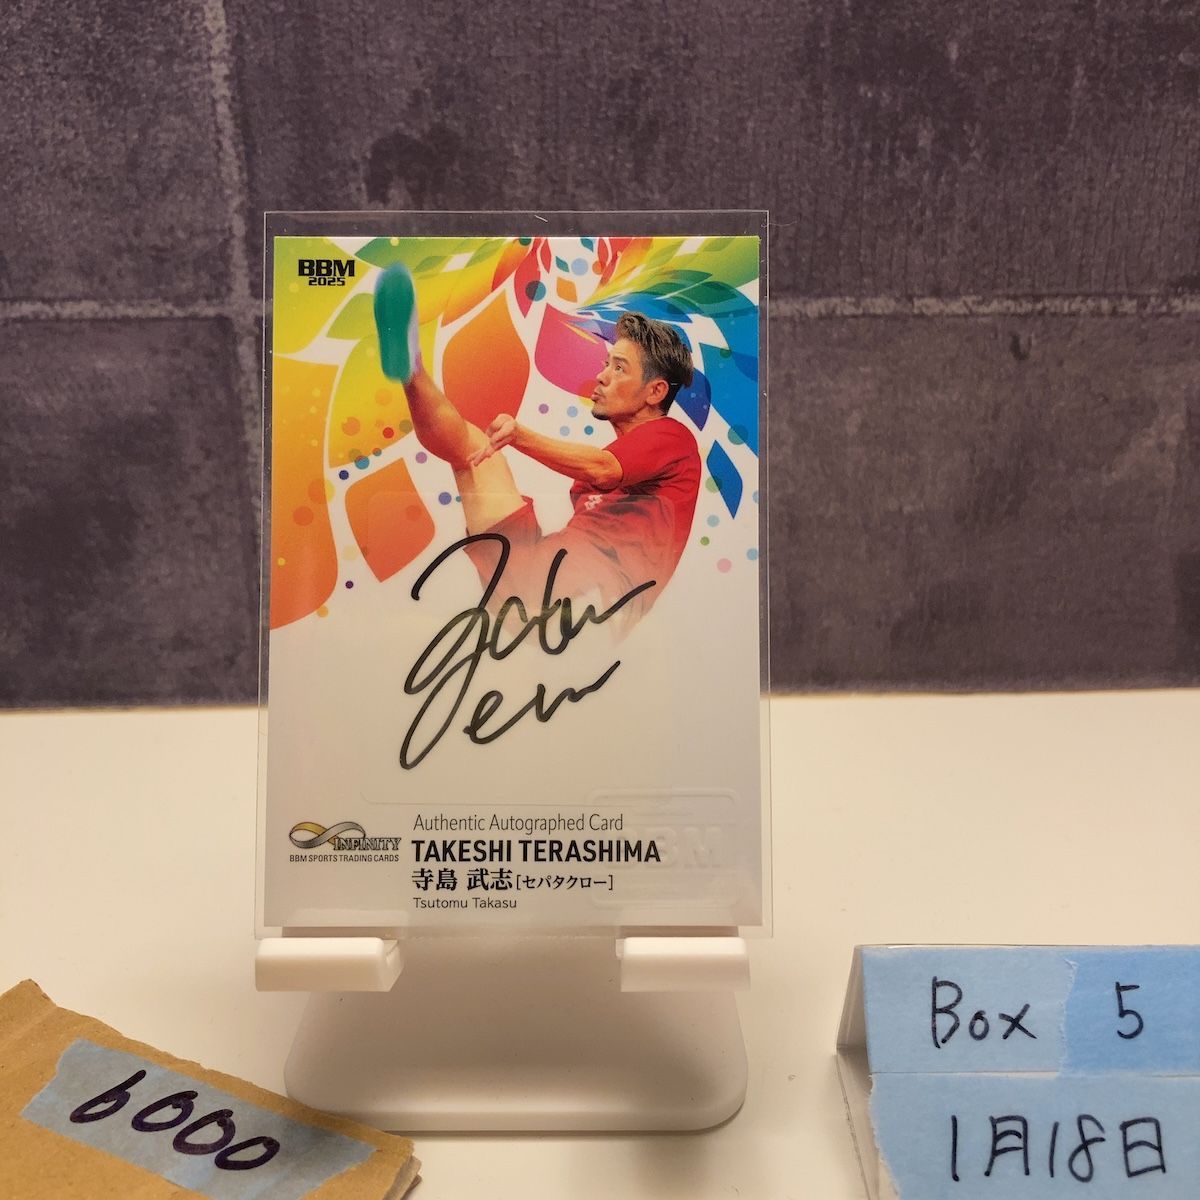 BBM
2025
Authentic Autographed Card
INFINITY
BBM SPORTS TRADING CARDS
TAKESHI TERASHIMA
寺島 武志[セパタクロー]
Tsutomu Takasu
BBM
6000
Box 5
1月18日